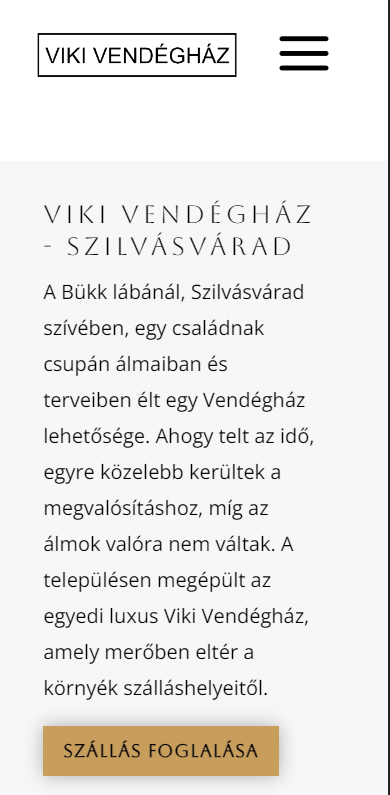 VIKI VENDÉGHÁZ
VIKI VENDÉGHÁZ
- SZILVÁSVÁRAD
A Bükk lábánál, Szilvásvárad
szívében, egy családnak
csupán álmaiban és
terveiben élt egy Vendégház
lehetősége. Ahogy telt az idő,
egyre közelebb kerültek a
megvalósításhoz, míg az
álmok valóra nem váltak. A
településen megépült az
egyedi luxus Viki Vendégház,
amely merőben eltér a
környék szálláshelyeitől.
SZÁLLÁS FOGLALÁSA